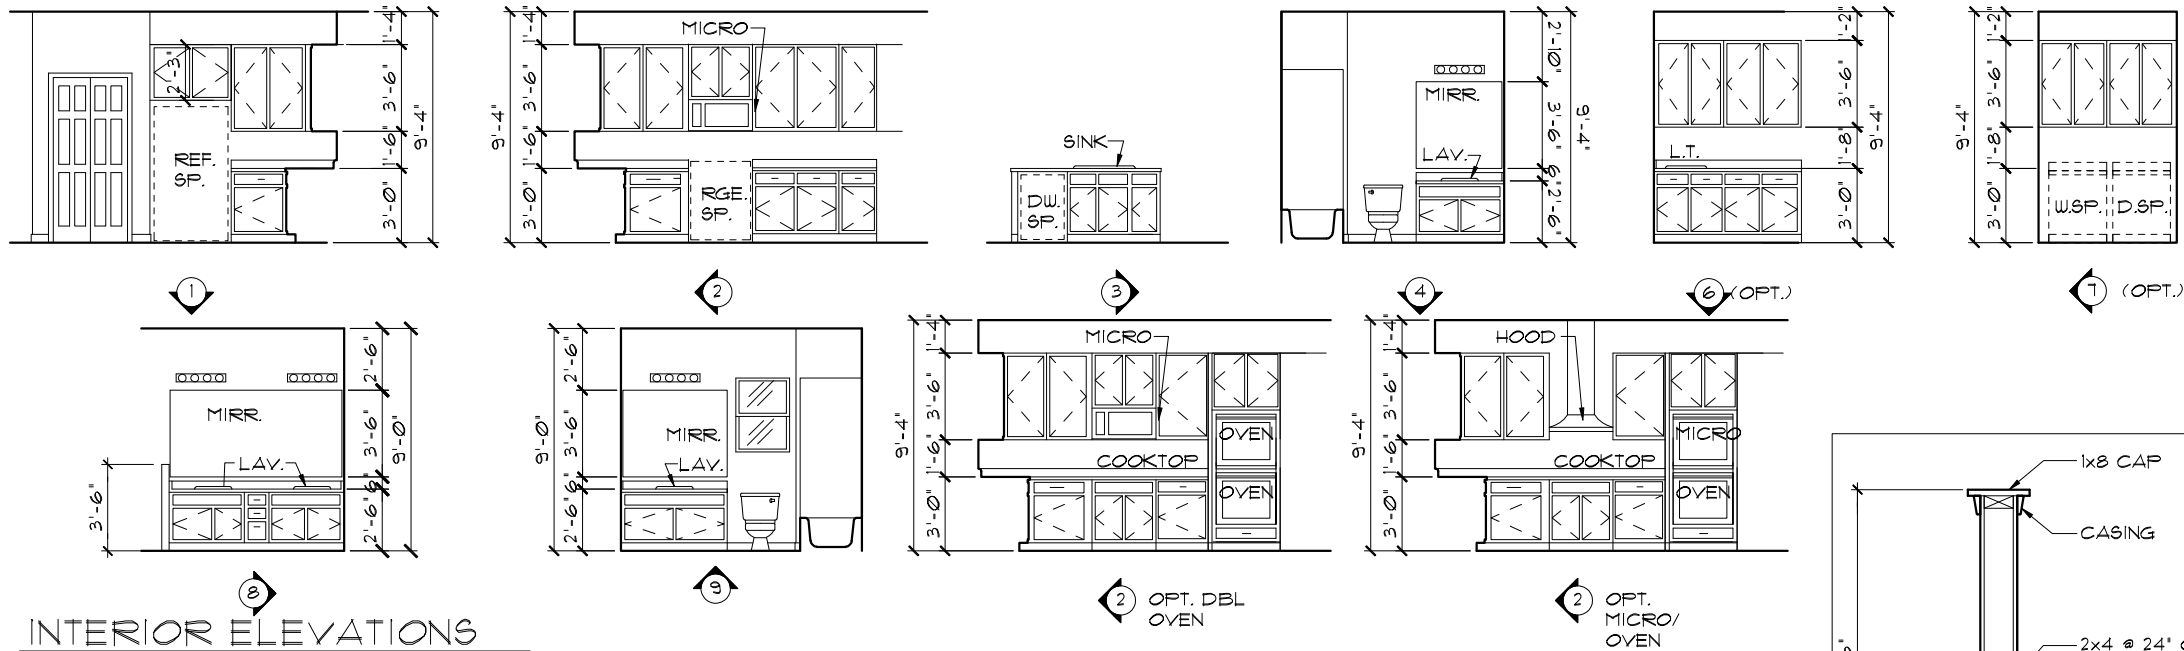 1'-4"
2'-3"
3'-6"
9'-4"
REF.
SP.
1'-6"
3'-0"
1
MICRO
1'-4"
3'-6"
9'-4"
1'-6"
3'-0"
RGE.
SP.
2
SINK
DW.
SP.
3
2'-10"
MIRR.
3'-6"
9'-4"
LAV.
6"
2'-6"
4
1'-2"
3'-6"
9'-4"
L.T.
1'-8"
3'-0"
6 (OPT.)
1'-2"
3'-6"
9'-4"
1'-8"
3'-0"
W.SP. D.SP.
7 (OPT.)
2'-6"
MIRR.
3'-6"
9'-0"
LAV.
3'-6"
6"
2'-6"
8
2'-6"
9'-0"
3'-6"
MIRR.
LAV.
6"
2'-6"
9
1'-4"
MICRO
3'-6"
9'-4"
OVEN
1'-6"
COOKTOP
OVEN
3'-0"
2 OPT. DBL
OVEN
1'-4"
HOOD
3'-6"
9'-4"
MICRO
1'-6"
COOKTOP
OVEN
3'-0"
2 OPT.
MICRO/
OVEN
1x8 CAP
CASING
2x4 @ 24"
INTERIOR ELEVATIONS